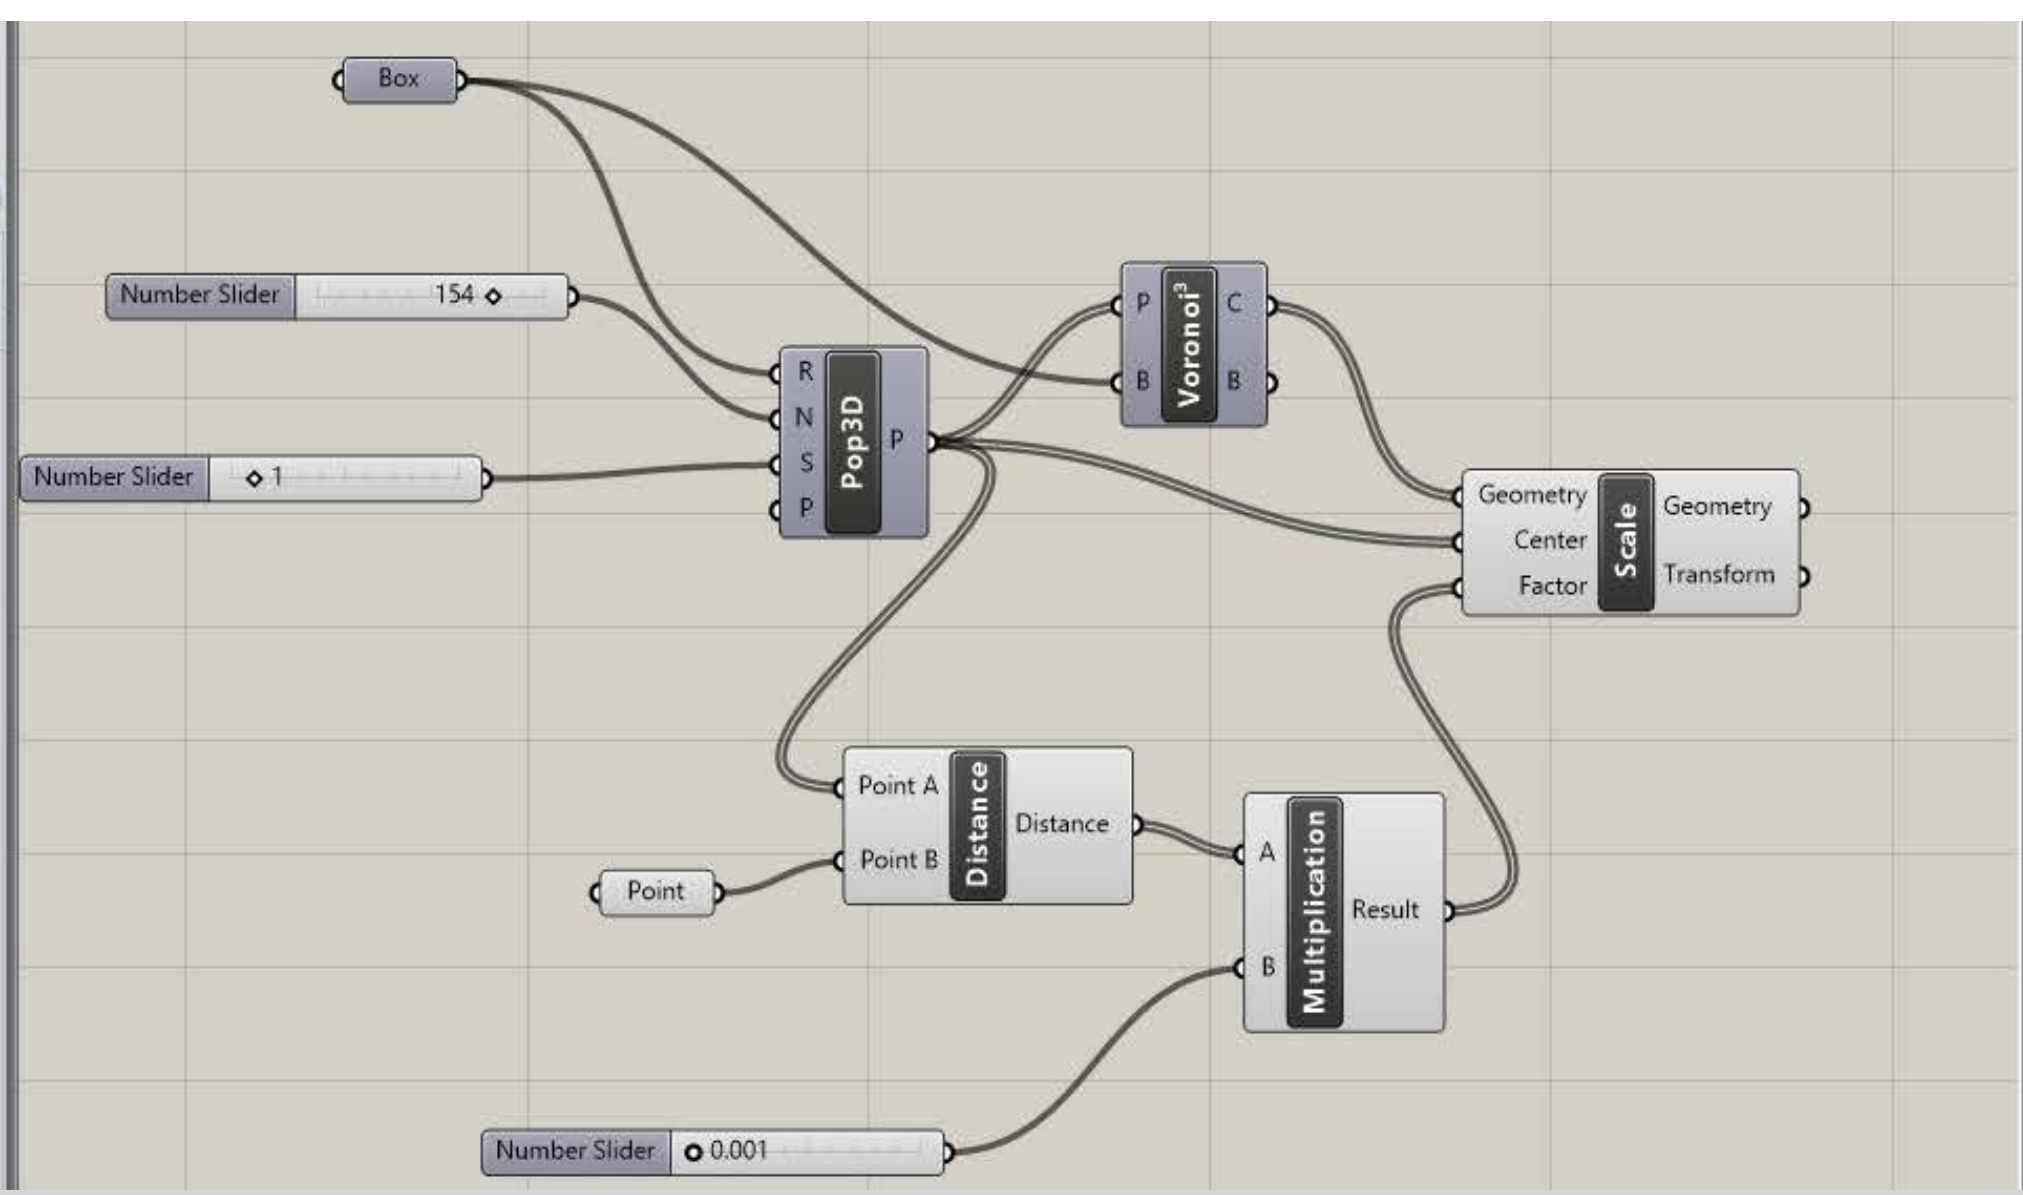 Box
Number Slider 154
Number Slider 1
R
N
S
P
Pop3D
P
P
B
Voronoi³
C
B
Geometry
Center
Factor
Scale
Geometry
Transform
Point A
Point B
Distance
Distance
Point
A
B
Multiplication
Result
Number Slider 0.001